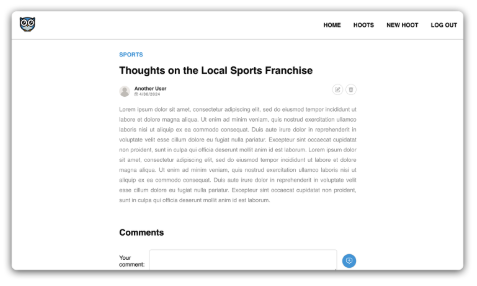 HOME HOOTS NEW HOOT LOG OUT
SPORTS
Thoughts on the Local Sports Franchise
Another User
4/30/2024
Lorem ipsum dolor sit amet, consectetur adipiscing elit, sed do eiusmod tempor incididunt ut
labore et dolore magna aliqua. Ut enim ad minim veniam, quis nostrud exercitation ullamco
laboris nisi ut aliquip ex ea commodo consequat. Duis aute irure dolor in reprehenderit in
voluptate velit esse cillum dolore eu fugiat nulla pariatur. Excepteur sint occaecat cupidatat
non proident, sunt in culpa qui officia deserunt mollit anim id est laborum. Lorem ipsum dolor
sit amet, consectetur adipiscing elit, sed do eiusmod tempor incididunt ut labore et dolore
magna aliqua. Ut enim ad minim veniam, quis nostrud exercitation ullamco laboris nisi ut
aliquip ex ea commodo consequat. Duis aute irure dolor in reprehenderit in voluptate velit
esse cillum dolore eu fugiat nulla pariatur. Excepteur sint occaecat cupidatat non proident,
sunt in culpa qui officia deserunt mollit anim id est laborum.
Comments
Your
comment: